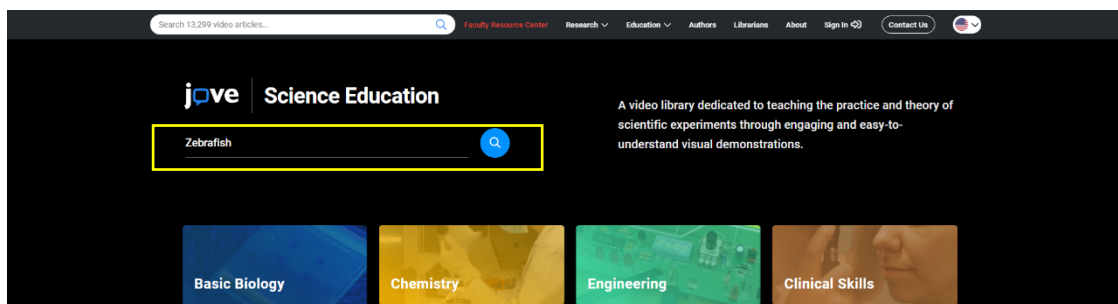 Search 13,299 video articles...
Faculty Resource Center
Research
Education
Authors
Librarians
About
Sign In
Contact Us
jove
Science Education
Zebrafish
A video library dedicated to teaching the practice and theory of
scientific experiments through engaging and easy-to-
understand visual demonstrations.
Basic Biology
Chemistry
Engineering
Clinical Skills